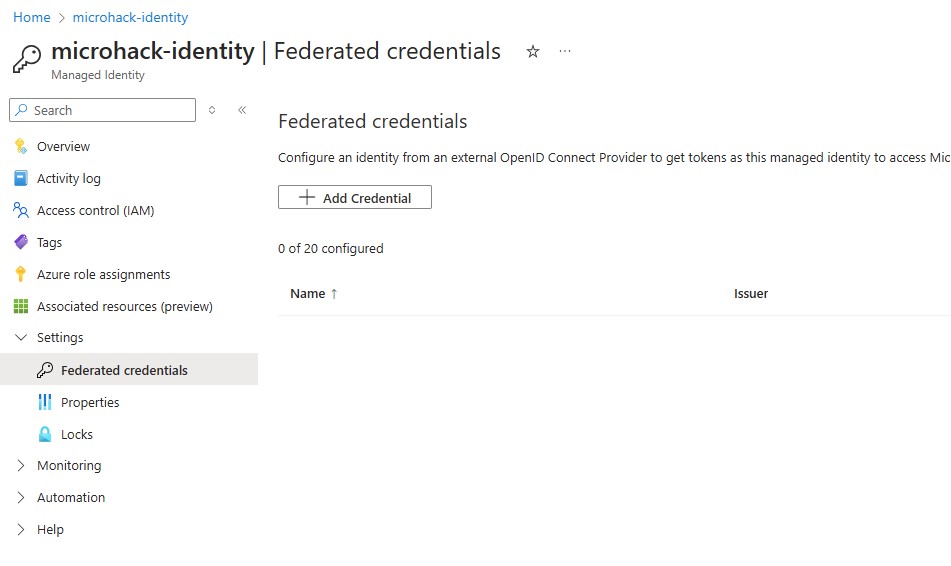 Home > microhack-identity
microhack-identity | Federated credentials ☆ ...
Managed Identity
Search
Overview
Activity log
Access control (IAM)
Tags
Azure role assignments
Associated resources (preview)
Settings
Federated credentials
Properties
Locks
Monitoring
Automation
Help
Federated credentials
Configure an identity from an external OpenID Connect Provider to get tokens as this managed identity to access Mic
+ Add Credential
0 of 20 configured
Name ↑ Issuer